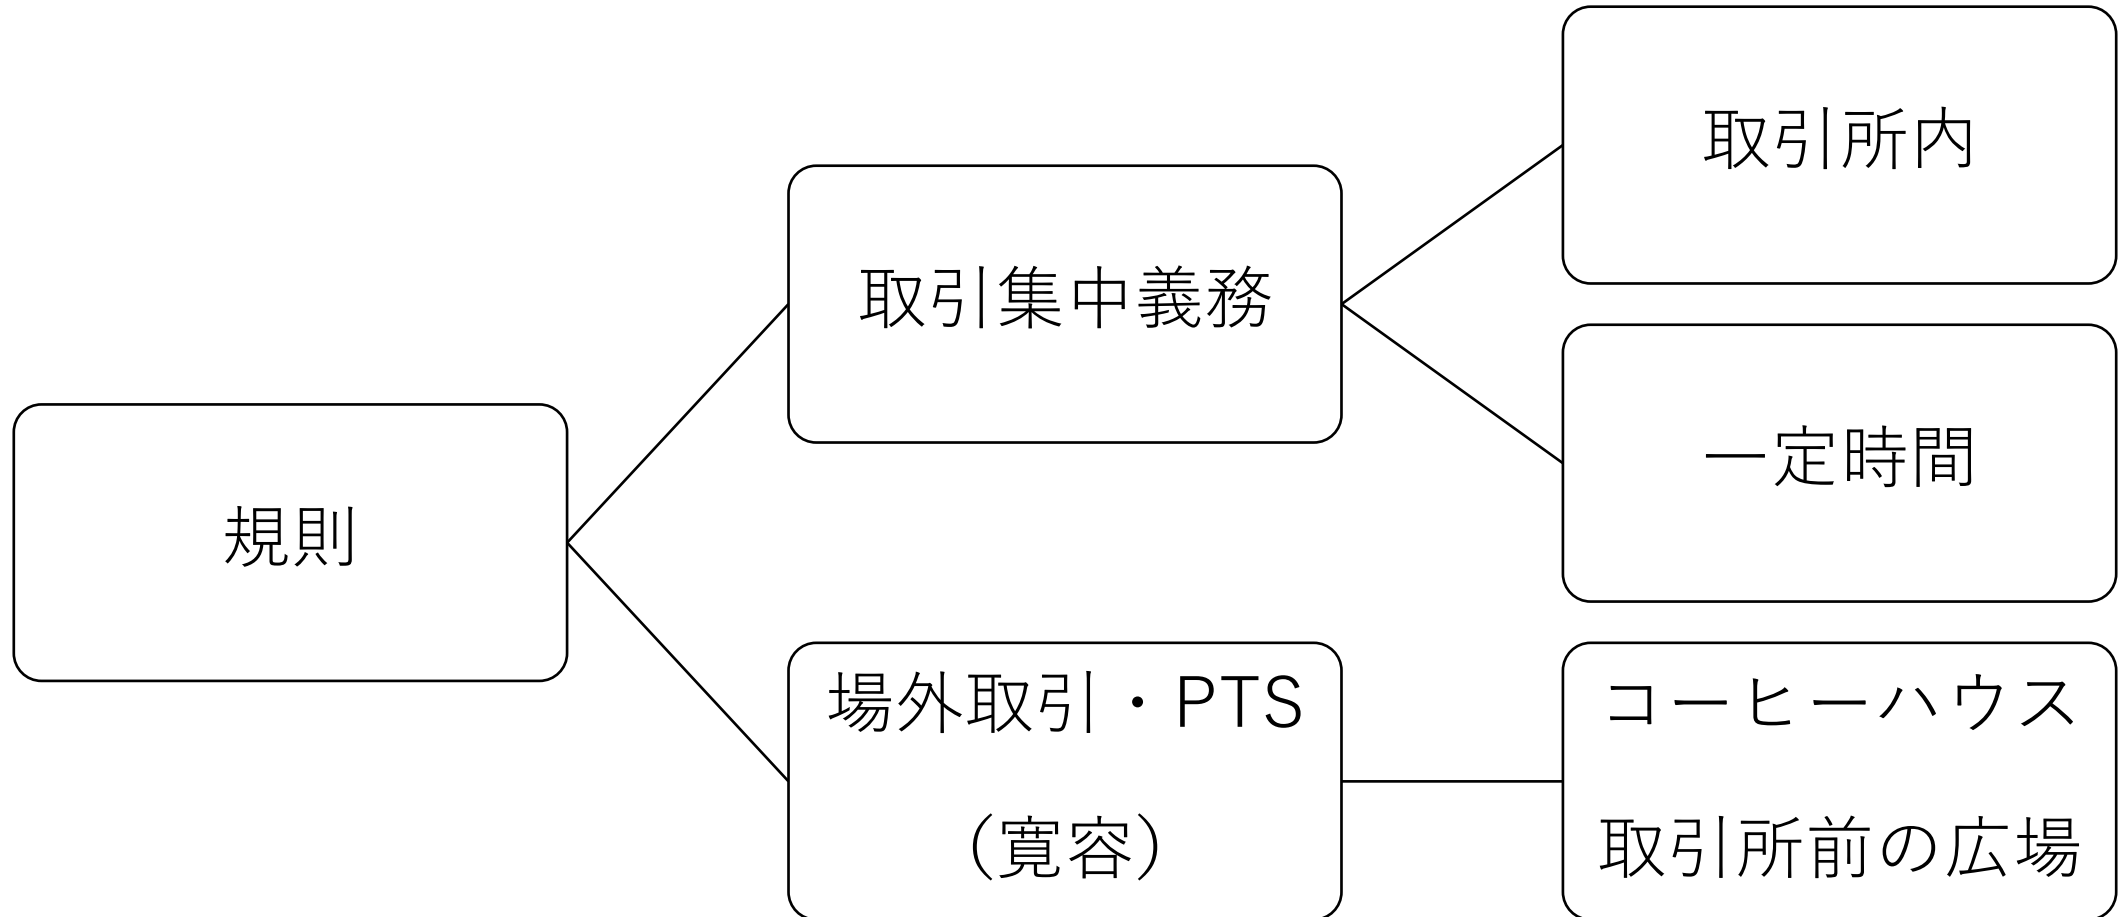 規則
取引集中義務
取引所内
一定時間
場外取引・PTS
（寛容）
コーヒーハウス
取引所前の広場